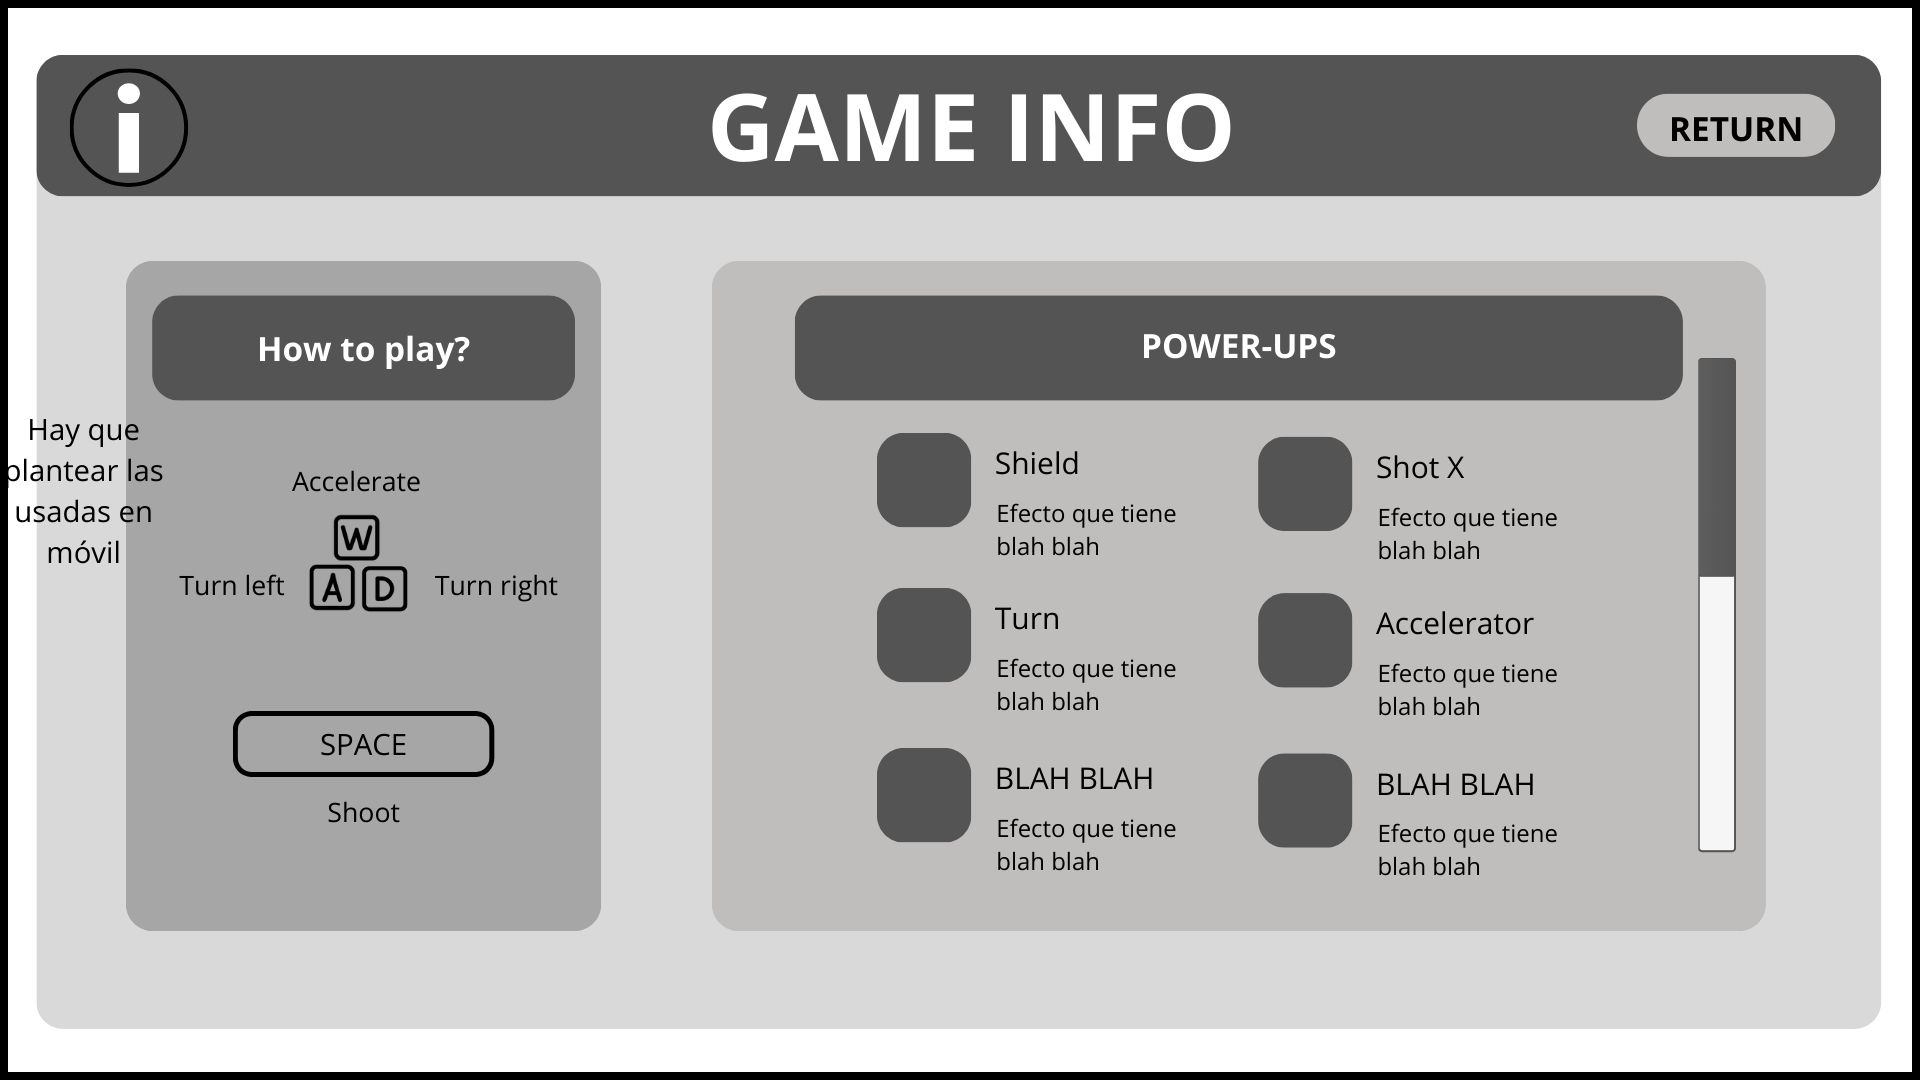 i
GAME INFO
RETURN
How to play?
Hay que
plantear las
usadas en
móvil
Accelerate
W
Turn left
A
D
Turn right
SPACE
Shoot
POWER-UPS
Shield
Efecto que tiene
blah blah
Shot X
Efecto que tiene
blah blah
Turn
Efecto que tiene
blah blah
Accelerator
Efecto que tiene
blah blah
BLAH BLAH
Efecto que tiene
blah blah
BLAH BLAH
Efecto que tiene
blah blah